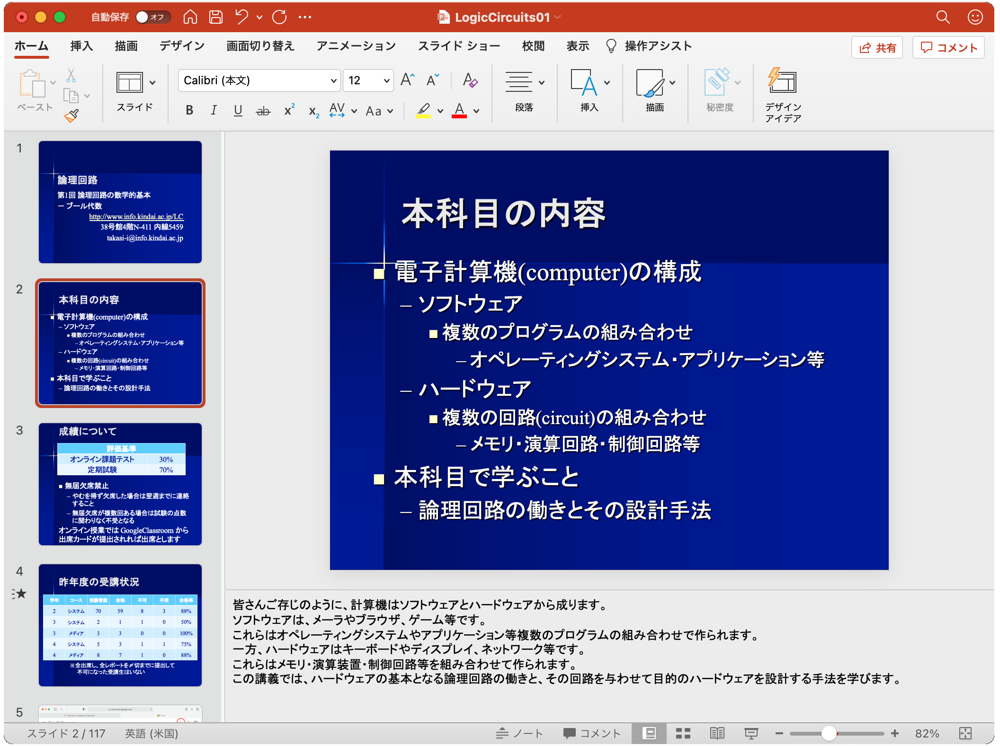 自動保存 オフ
LogicCircuits01
ホーム 挿入 描画 デザイン 画面切り替え アニメーション スライド ショー 校閲 表示 操作アシスト 共有 コメント
ペースト
スライド
Calibri (本文) 12
B I U ab x² x₂ AV Aa A
段落
挿入
描画
秘密度
デザイン
アイデア
1
論理回路
第1回 論理回路の数学的基本
－ ブール代数
http://www.info.kindai.ac.jp/LC
38号館4階N-411 内線5459
takasi-i@info.kindai.ac.jp
2
本科目の内容
■ 電子計算機(computer)の構成
– ソフトウェア
■ 複数のプログラムの組み合わせ
– オペレーティングシステム・アプリケーション等
– ハードウェア
■ 複数の回路(circuit)の組み合わせ
– メモリ・演算回路・制御回路等
■ 本科目で学ぶこと
– 論理回路の働きとその設計手法
3
成績について
評価基準
オンライン課題テスト 30%
定期試験 70%
■ 無届欠席禁止
– やむを得ず欠席した場合は翌週までに連絡
すること
– 無届欠席が複数回ある場合は試験の点数
に関わりなく不受となる
オンライン授業では GoogleClassroom から
出席カードが提出されれば出席とします
4
昨年度の受講状況
学年 コース 受講者数 合格 不可 不受 合格率
2 システム 70 59 8 3 88%
3 システム 2 1 1 0 50%
3 メディア 3 3 0 0 100%
4 システム 5 3 1 1 75%
4 メディア 8 7 1 0 88%
※全出席し、全レポートを〆切までに提出して
不可になった受講生はいない
5
本科目の内容
■ 電子計算機(computer)の構成
– ソフトウェア
■ 複数のプログラムの組み合わせ
– オペレーティングシステム・アプリケーション等
– ハードウェア
■ 複数の回路(circuit)の組み合わせ
– メモリ・演算回路・制御回路等
■ 本科目で学ぶこと
– 論理回路の働きとその設計手法
皆さんご存じのように、計算機はソフトウェアとハードウェアから成ります。
ソフトウェアは、メーラやブラウザ、ゲーム等です。
これらはオペレーティングシステムやアプリケーション等複数のプログラムの組み合わせで作られます。
一方、ハードウェアはキーボードやディスプレイ、ネットワーク等です。
これらはメモリ・演算装置・制御回路等を組み合わせて作られます。
この講義では、ハードウェアの基本となる論理回路の働きと、その回路を与わせて目的のハードウェアを設計する手法を学びます。
スライド 2 / 117 英語 (米国) ノート コメント 82%